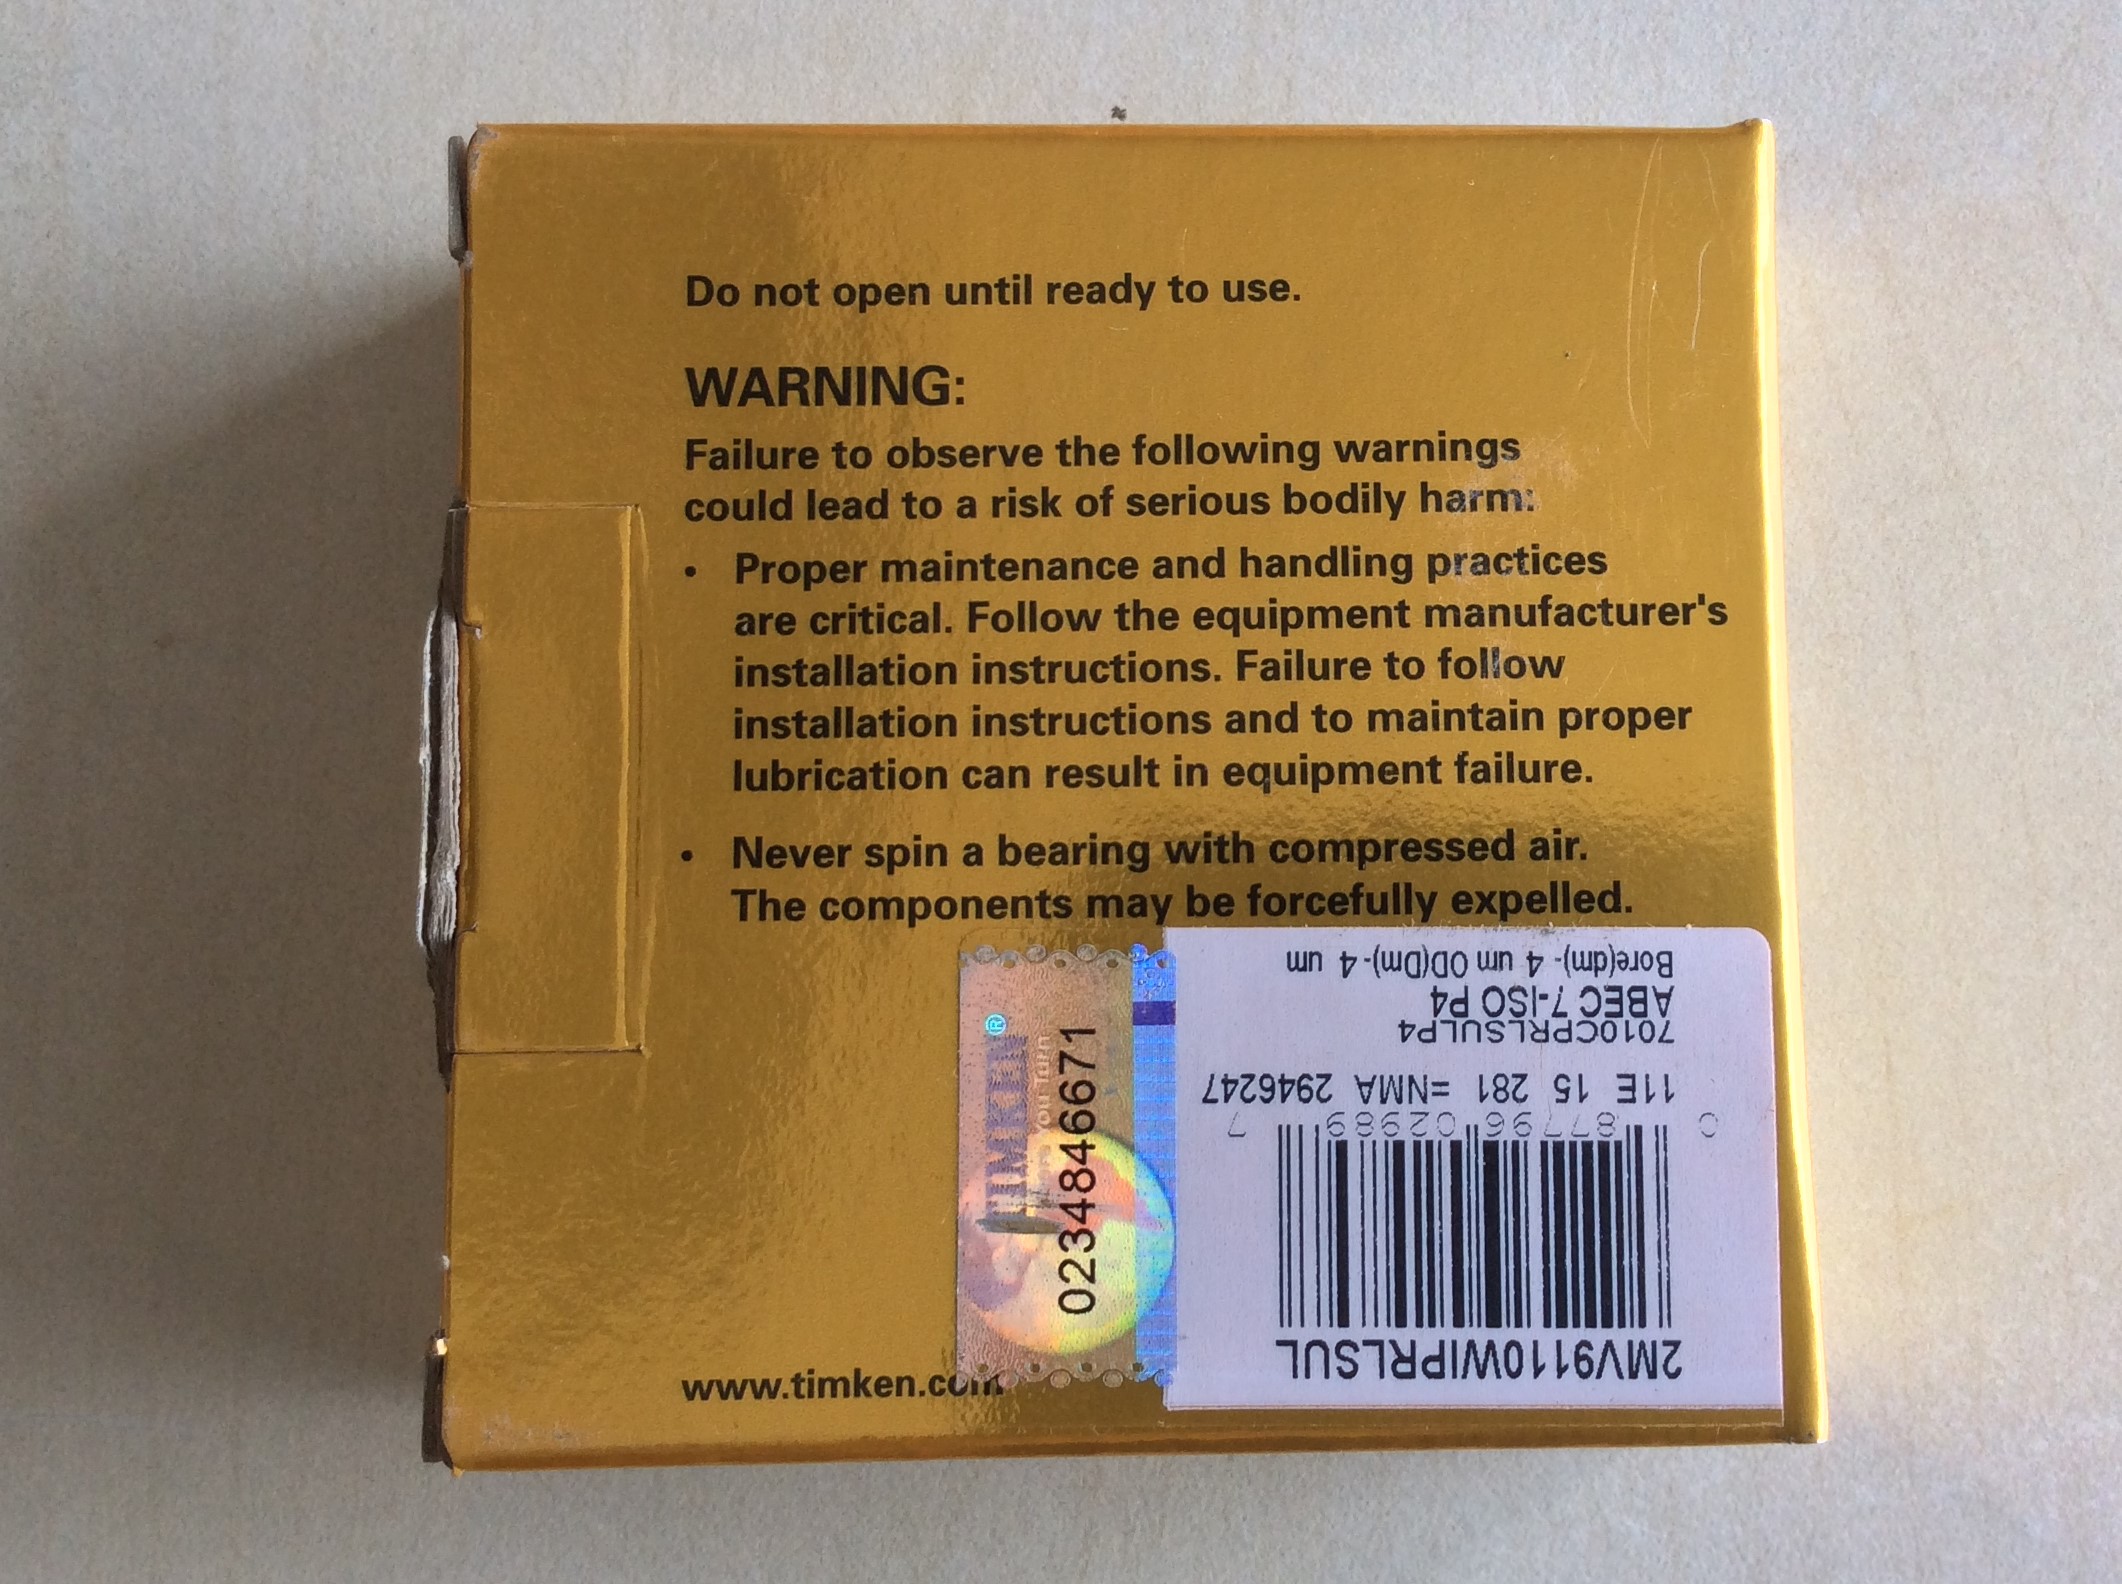 Do not open until ready to use.
WARNING:
Failure to observe the following warnings
could lead to a risk of serious bodily harm:
• Proper maintenance and handling practices
are critical. Follow the equipment manufacturer's
installation instructions. Failure to follow
installation instructions and to maintain proper
lubrication can result in equipment failure.
• Never spin a bearing with compressed air.
The components may be forcefully expelled.
www.timken.com
TIMKEN®
You Turn
0234846671
2MV9110WIPRLSUL
0 87796 02989 7
11E 15 281 =NMA 2946247
7010CPRLSULP4
ABEC 7-ISO P4
Bore(dm)- 4 um OD(Dm)- 4 um